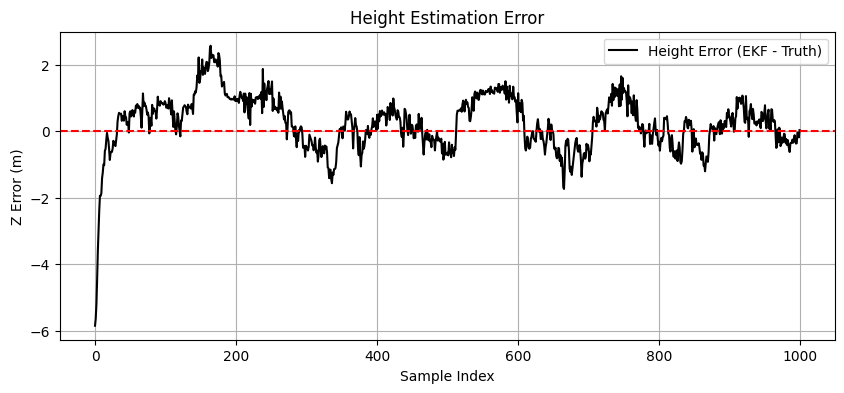 Height Estimation Error
Height Error (EKF - Truth)
Z Error (m)
2
0
−2
−4
−6
0 200 400 600 800 1000
Sample Index